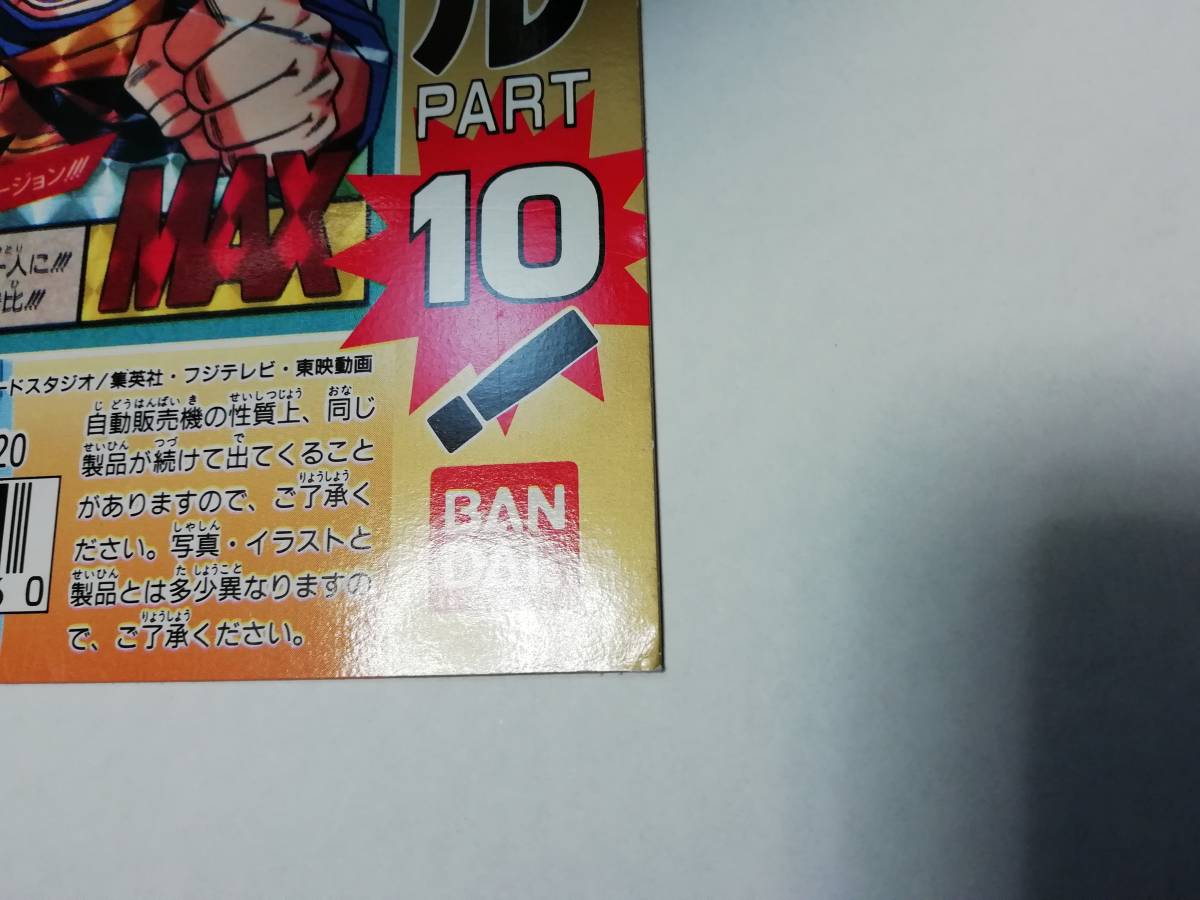 ル
PART
10
ージョン!!!
MAX
一人に!!!
比!!!
ードスタジオ/集英社・フジテレビ・東映動画
自動販売機の性質上、同じ
製品が続けて出てくること
がありますので、ご了承く
ださい。写真・イラストと
製品とは多少異なりますの
で、ご了承ください。
20
0
BAN
DAI